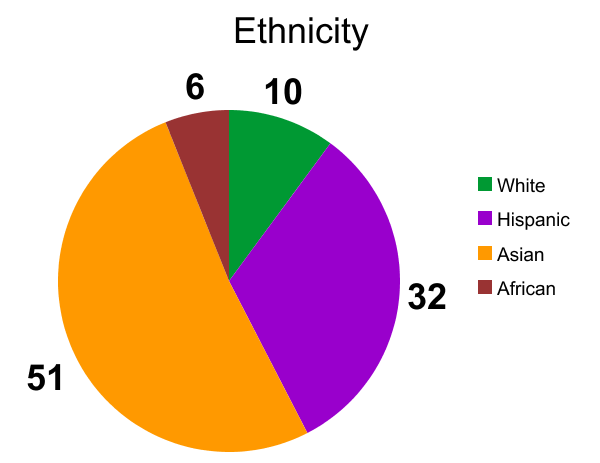 Ethnicity
6
10
White
Hispanic
Asian
African
32
51